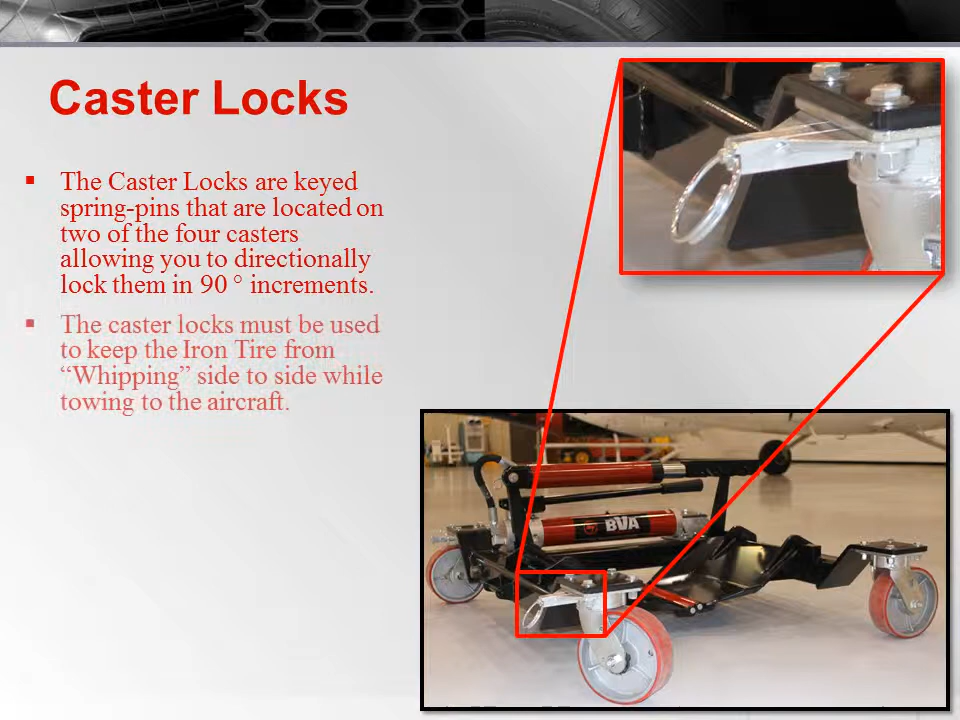 Caster Locks
The Caster Locks are keyed
spring-pins that are located on
two of the four casters
allowing you to directionally
lock them in 90 ° increments.
The caster locks must be used
to keep the Iron Tire from
“Whipping” side to side while
towing to the aircraft.
BVA